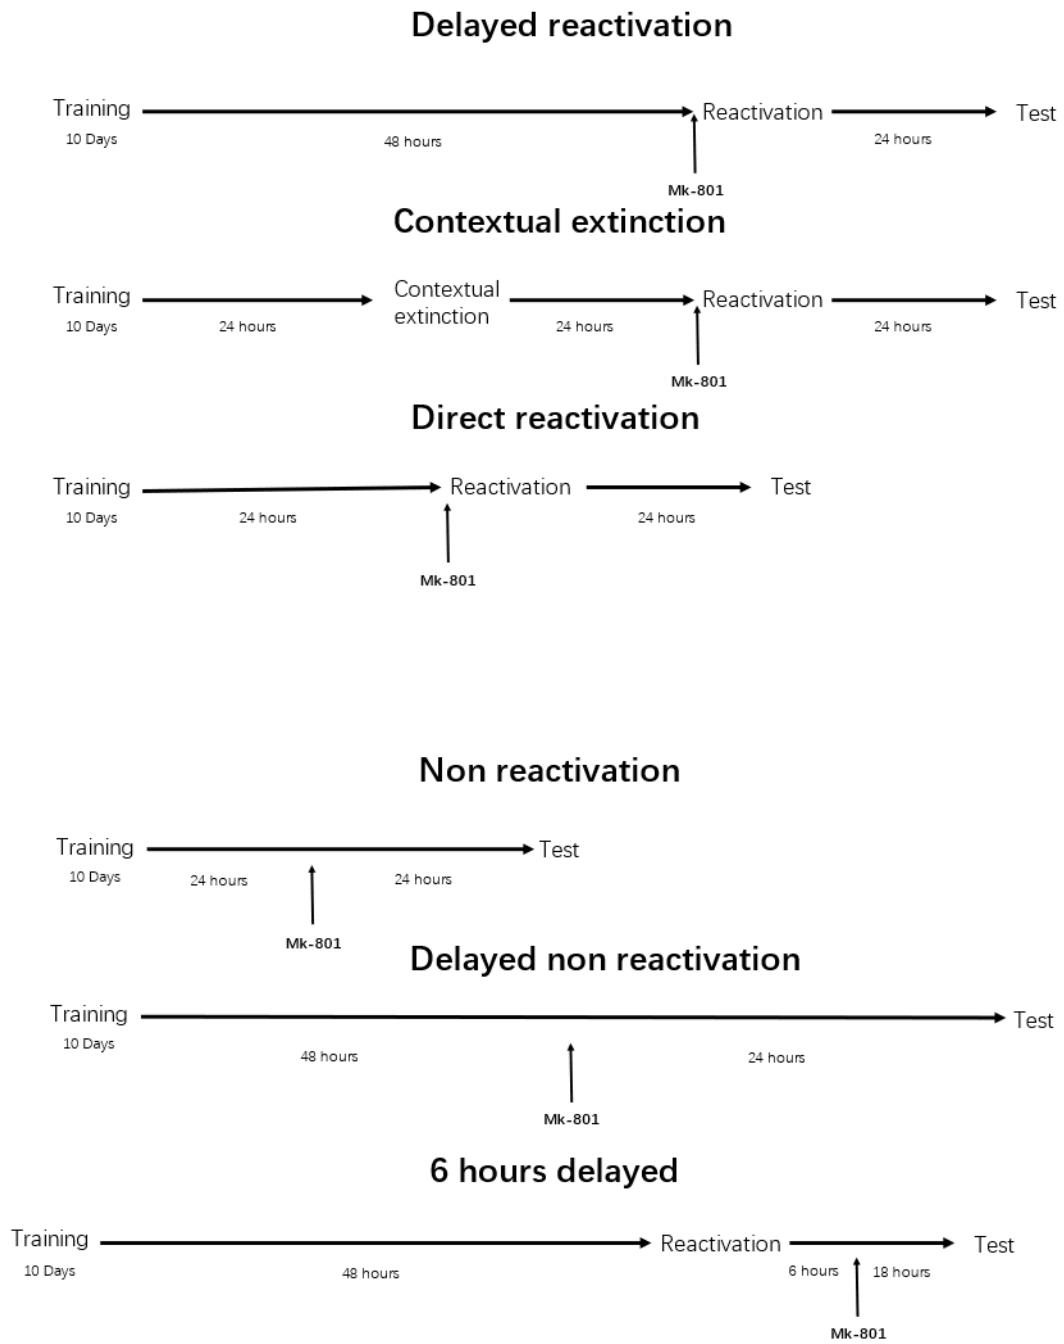 Delayed reactivation
Training Reactivation Test
10 Days 48 hours 24 hours
Mk-801
Contextual extinction
Training Contextual extinction Reactivation Test
10 Days 24 hours 24 hours 24 hours
Mk-801
Direct reactivation
Training Reactivation Test
10 Days 24 hours 24 hours
Mk-801
Non reactivation
Training Test
10 Days 24 hours 24 hours
Mk-801
Delayed non reactivation
Training Test
10 Days 48 hours 24 hours
Mk-801
6 hours delayed
Training Reactivation Test
10 Days 48 hours 6 hours 18 hours
Mk-801